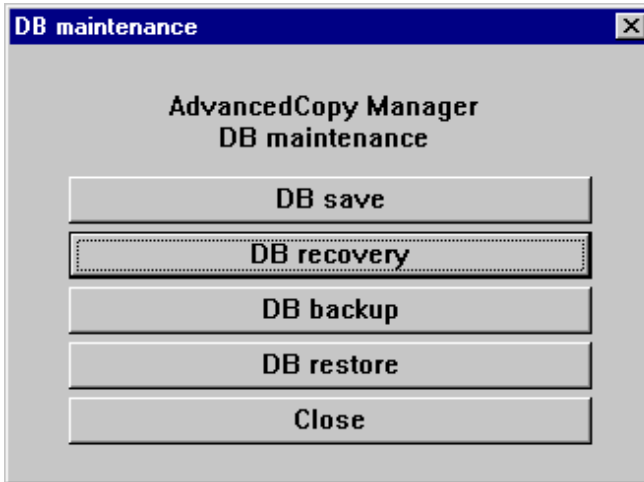 DB maintenance
AdvancedCopy Manager
DB maintenance
DB save
DB recovery
DB backup
DB restore
Close